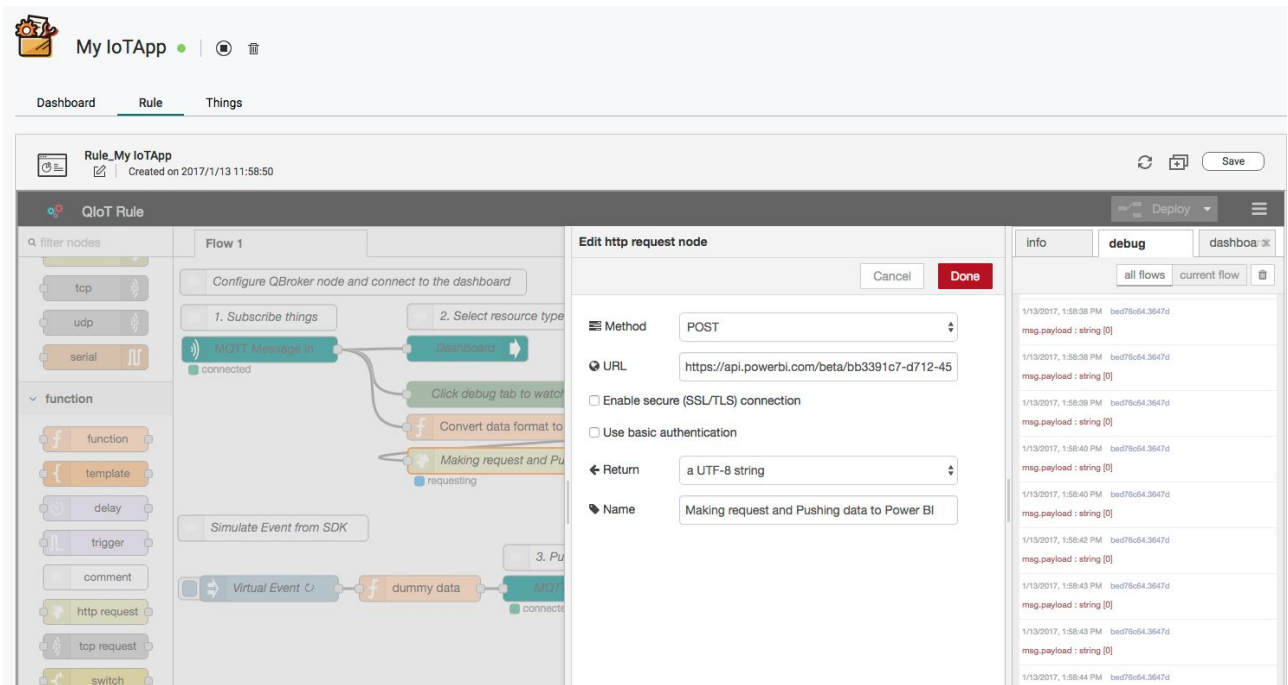 My IoTApp
Dashboard Rule Things
Rule_My IoTApp
Created on 2017/1/13 11:58:50
Save
QIoT Rule
Deploy
filter nodes
tcp
udp
serial
function
function
template
delay
trigger
comment
http request
tcp request
switch
Flow 1
Configure QBroker node and connect to the dashboard
1. Subscribe things
2. Select resource type
MQTT Message In
connected
Dashboard
Click debug tab to watch
Convert data format to
Making request and Pu
requesting
Simulate Event from SDK
3. Pu
Virtual Event ↻
dummy data
MQT
connecte
Edit http request node
Cancel Done
Method POST
URL https://api.powerbi.com/beta/bb3391c7-d712-45
Enable secure (SSL/TLS) connection
Use basic authentication
Return a UTF-8 string
Name Making request and Pushing data to Power BI
info debug dashboa
all flows current flow
1/13/2017, 1:58:38 PM bed76c64.3647d
msg.payload : string [0]
1/13/2017, 1:58:38 PM bed76c64.3647d
msg.payload : string [0]
1/13/2017, 1:58:39 PM bed76c64.3647d
msg.payload : string [0]
1/13/2017, 1:58:40 PM bed76c64.3647d
msg.payload : string [0]
1/13/2017, 1:58:40 PM bed76c64.3647d
msg.payload : string [0]
1/13/2017, 1:58:42 PM bed76c64.3647d
msg.payload : string [0]
1/13/2017, 1:58:43 PM bed76c64.3647d
msg.payload : string [0]
1/13/2017, 1:58:43 PM bed76c64.3647d
msg.payload : string [0]
1/13/2017, 1:58:44 PM bed76c64.3647d